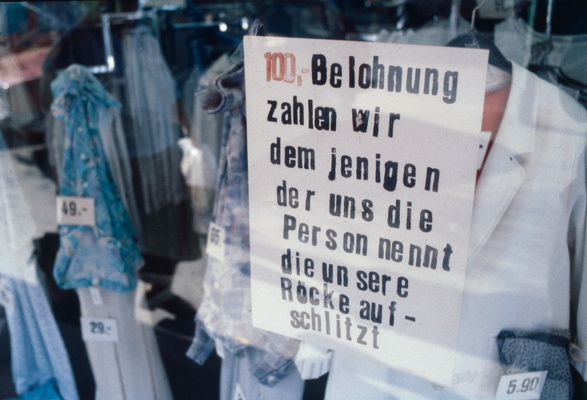 100,- Belohnung
zahlen wir
dem jenigen
der uns die
Person nennt
die unsere
Röcke auf-
schlitzt
49.-
29.-
5.90